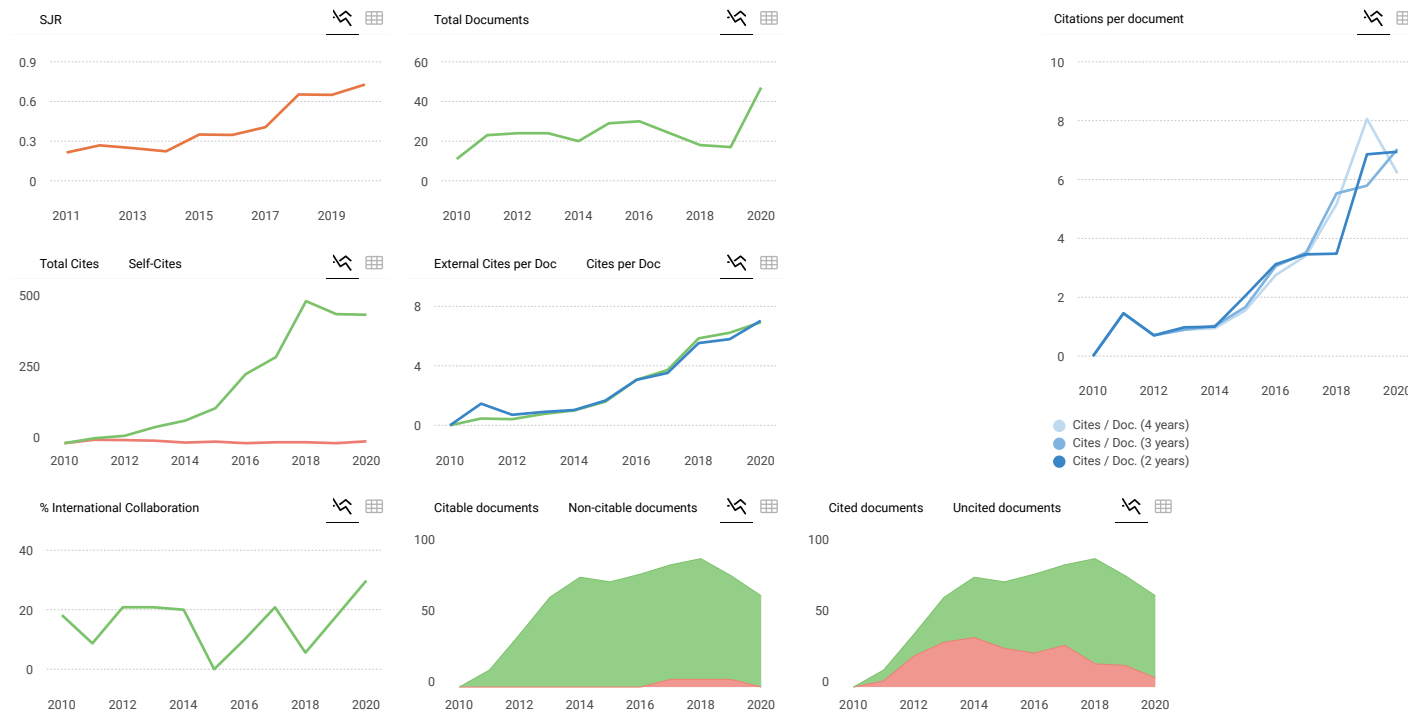 SJR
0.9
0.6
0.3
0
2011 2013 2015 2017 2019
Total Documents
60
40
20
0
2010 2012 2014 2016 2018 2020
Citations per document
10
8
6
4
2
0
2010 2012 2014 2016 2018 2020
Cites / Doc. (4 years)
Cites / Doc. (3 years)
Cites / Doc. (2 years)
Total Cites Self-Cites
500
250
0
2010 2012 2014 2016 2018 2020
External Cites per Doc Cites per Doc
8
4
0
2010 2012 2014 2016 2018 2020
% International Collaboration
40
20
0
2010 2012 2014 2016 2018 2020
Citable documents Non-citable documents
100
50
0
2010 2012 2014 2016 2018 2020
Cited documents Uncited documents
100
50
0
2010 2012 2014 2016 2018 2020